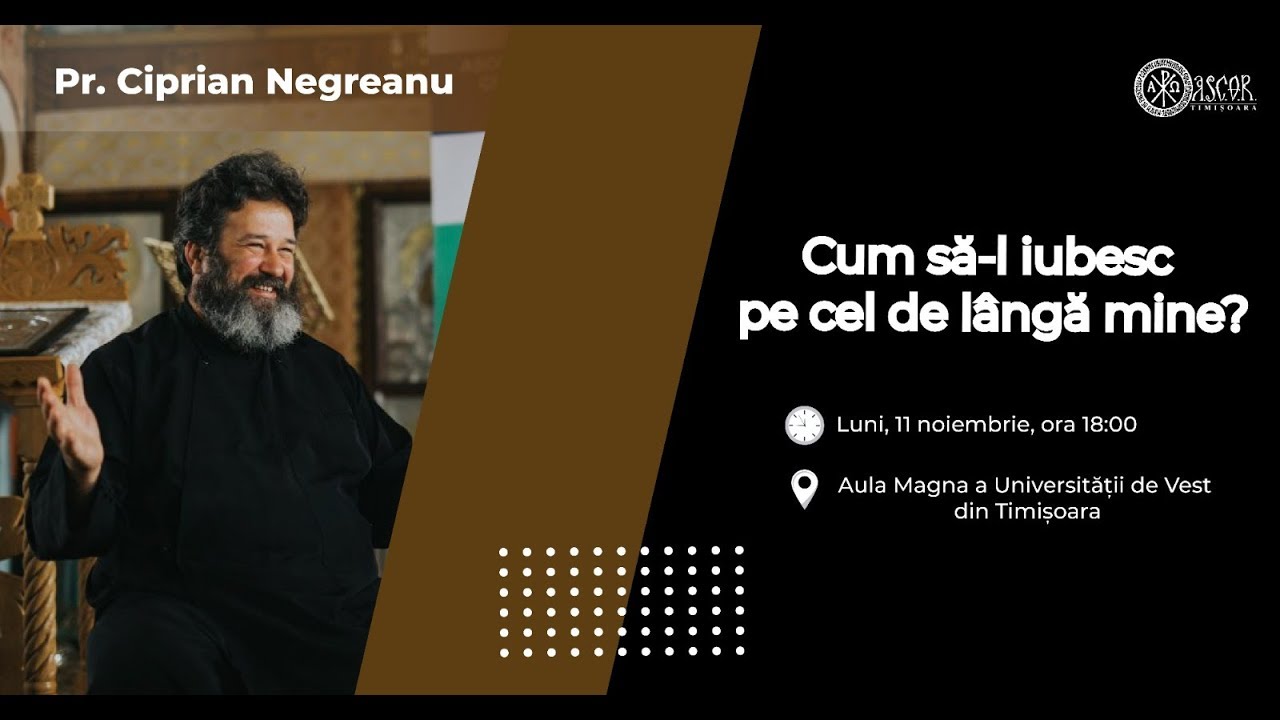 Pr. Ciprian Negreanu
A Ω A.S.C.O.R.
TIMIȘOARA
Cum să-l iubesc
pe cel de lângă mine?
Luni, 11 noiembrie, ora 18:00
Aula Magna a Universității de Vest
din Timișoara